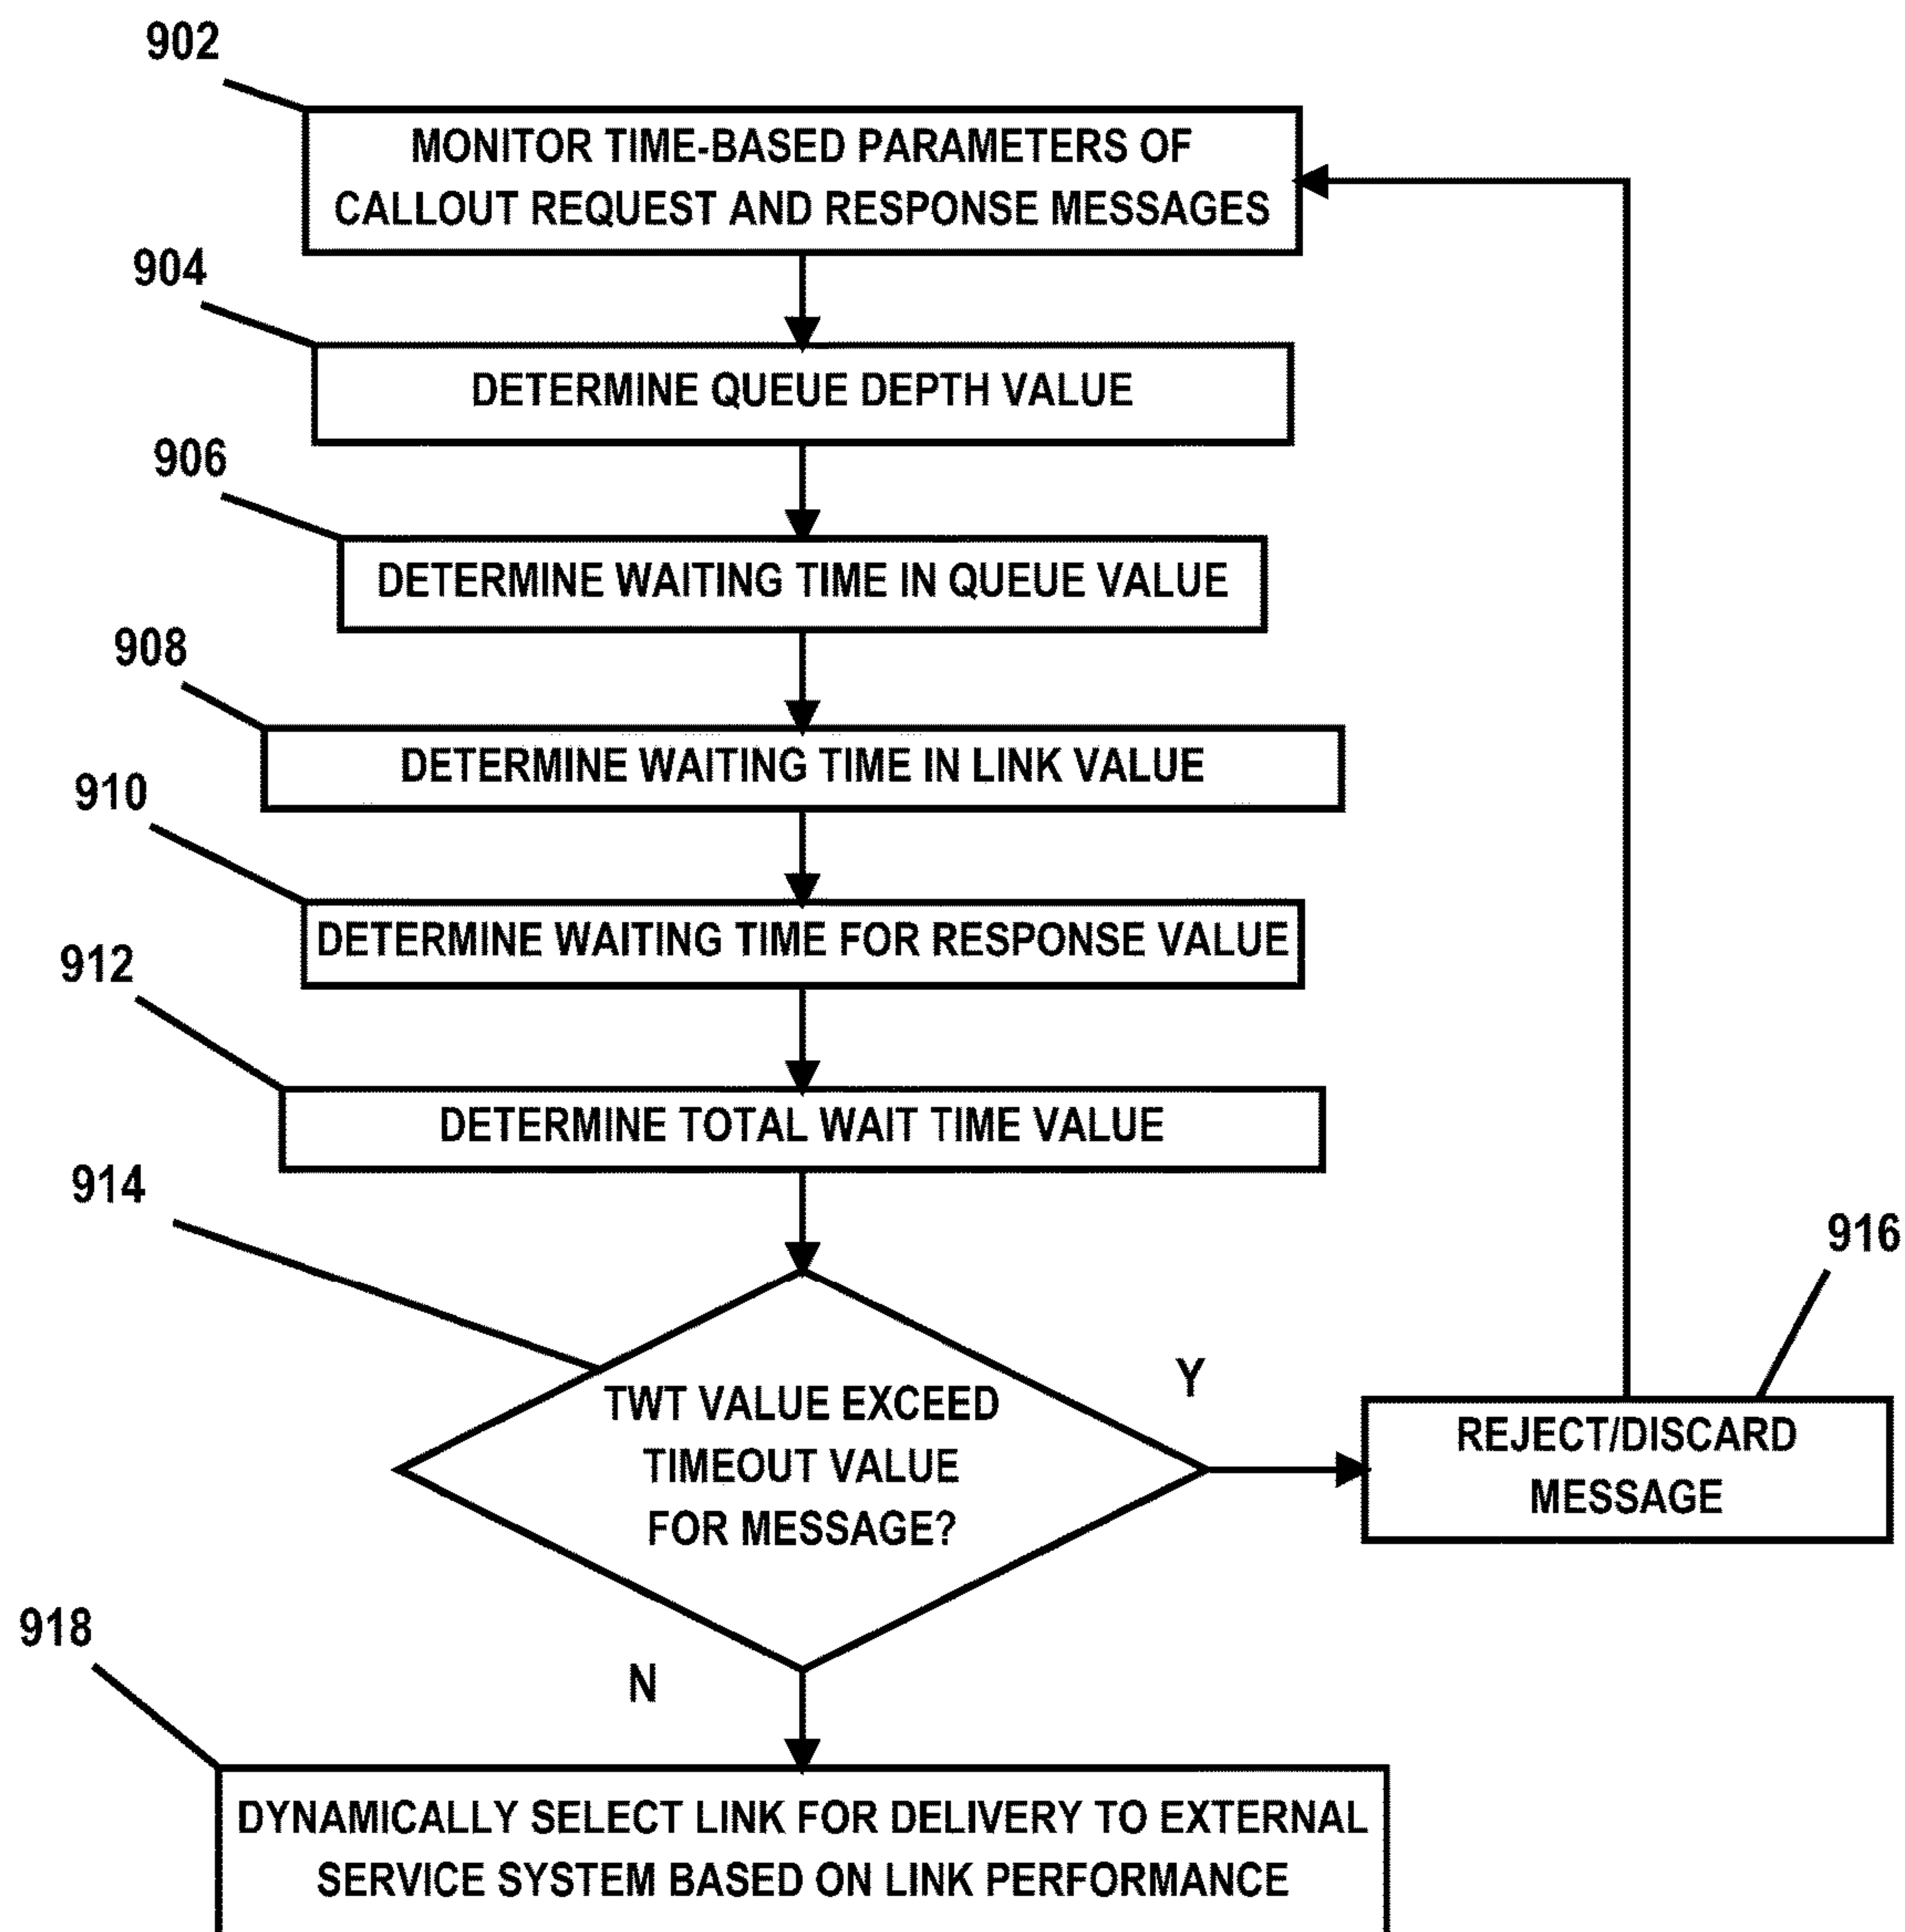 902
MONITOR TIME-BASED PARAMETERS OF
CALLOUT REQUEST AND RESPONSE MESSAGES
904
DETERMINE QUEUE DEPTH VALUE
906
DETERMINE WAITING TIME IN QUEUE VALUE
908
DETERMINE WAITING TIME IN LINK VALUE
910
DETERMINE WAITING TIME FOR RESPONSE VALUE
912
DETERMINE TOTAL WAIT TIME VALUE
914
TWT VALUE EXCEED
TIMEOUT VALUE
FOR MESSAGE?
Y
916
REJECT/DISCARD
MESSAGE
N
918
DYNAMICALLY SELECT LINK FOR DELIVERY TO EXTERNAL
SERVICE SYSTEM BASED ON LINK PERFORMANCE